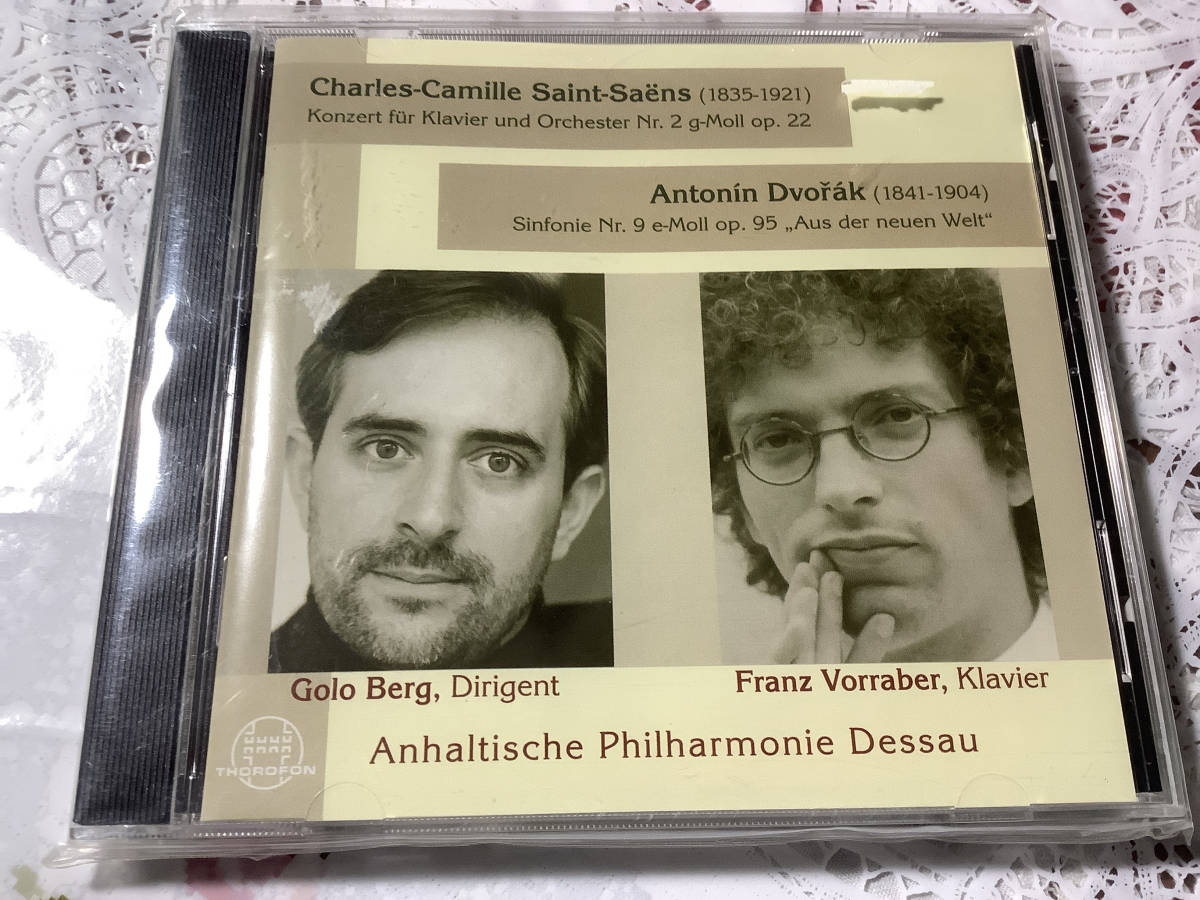 Charles-Camille Saint-Saëns (1835-1921)
Konzert für Klavier und Orchester Nr. 2 g-Moll op. 22
Antonín Dvořák (1841-1904)
Sinfonie Nr. 9 e-Moll op. 95 „Aus der neuen Welt“
Golo Berg, Dirigent
Franz Vorraber, Klavier
Anhaltische Philharmonie Dessau
THOROFON